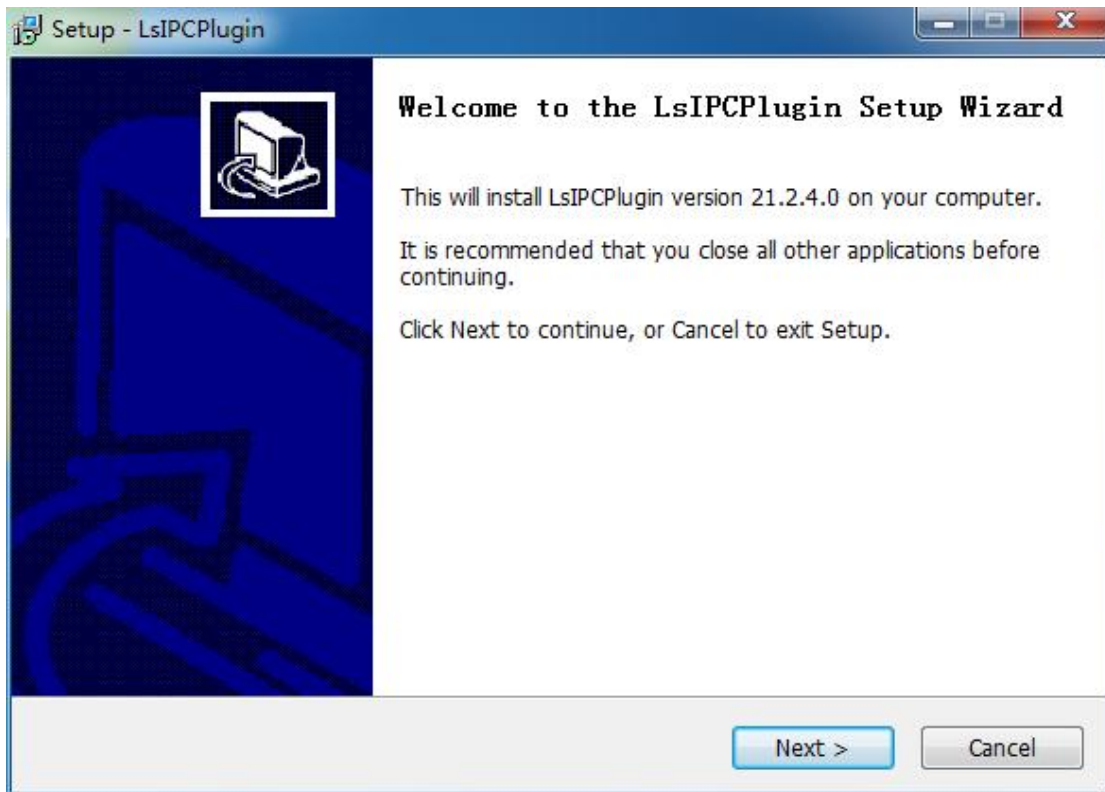 Setup - LsIPCPlugin
Welcome to the LsIPCPlugin Setup Wizard
This will install LsIPCPlugin version 21.2.4.0 on your computer.
It is recommended that you close all other applications before
continuing.
Click Next to continue, or Cancel to exit Setup.
Next >
Cancel